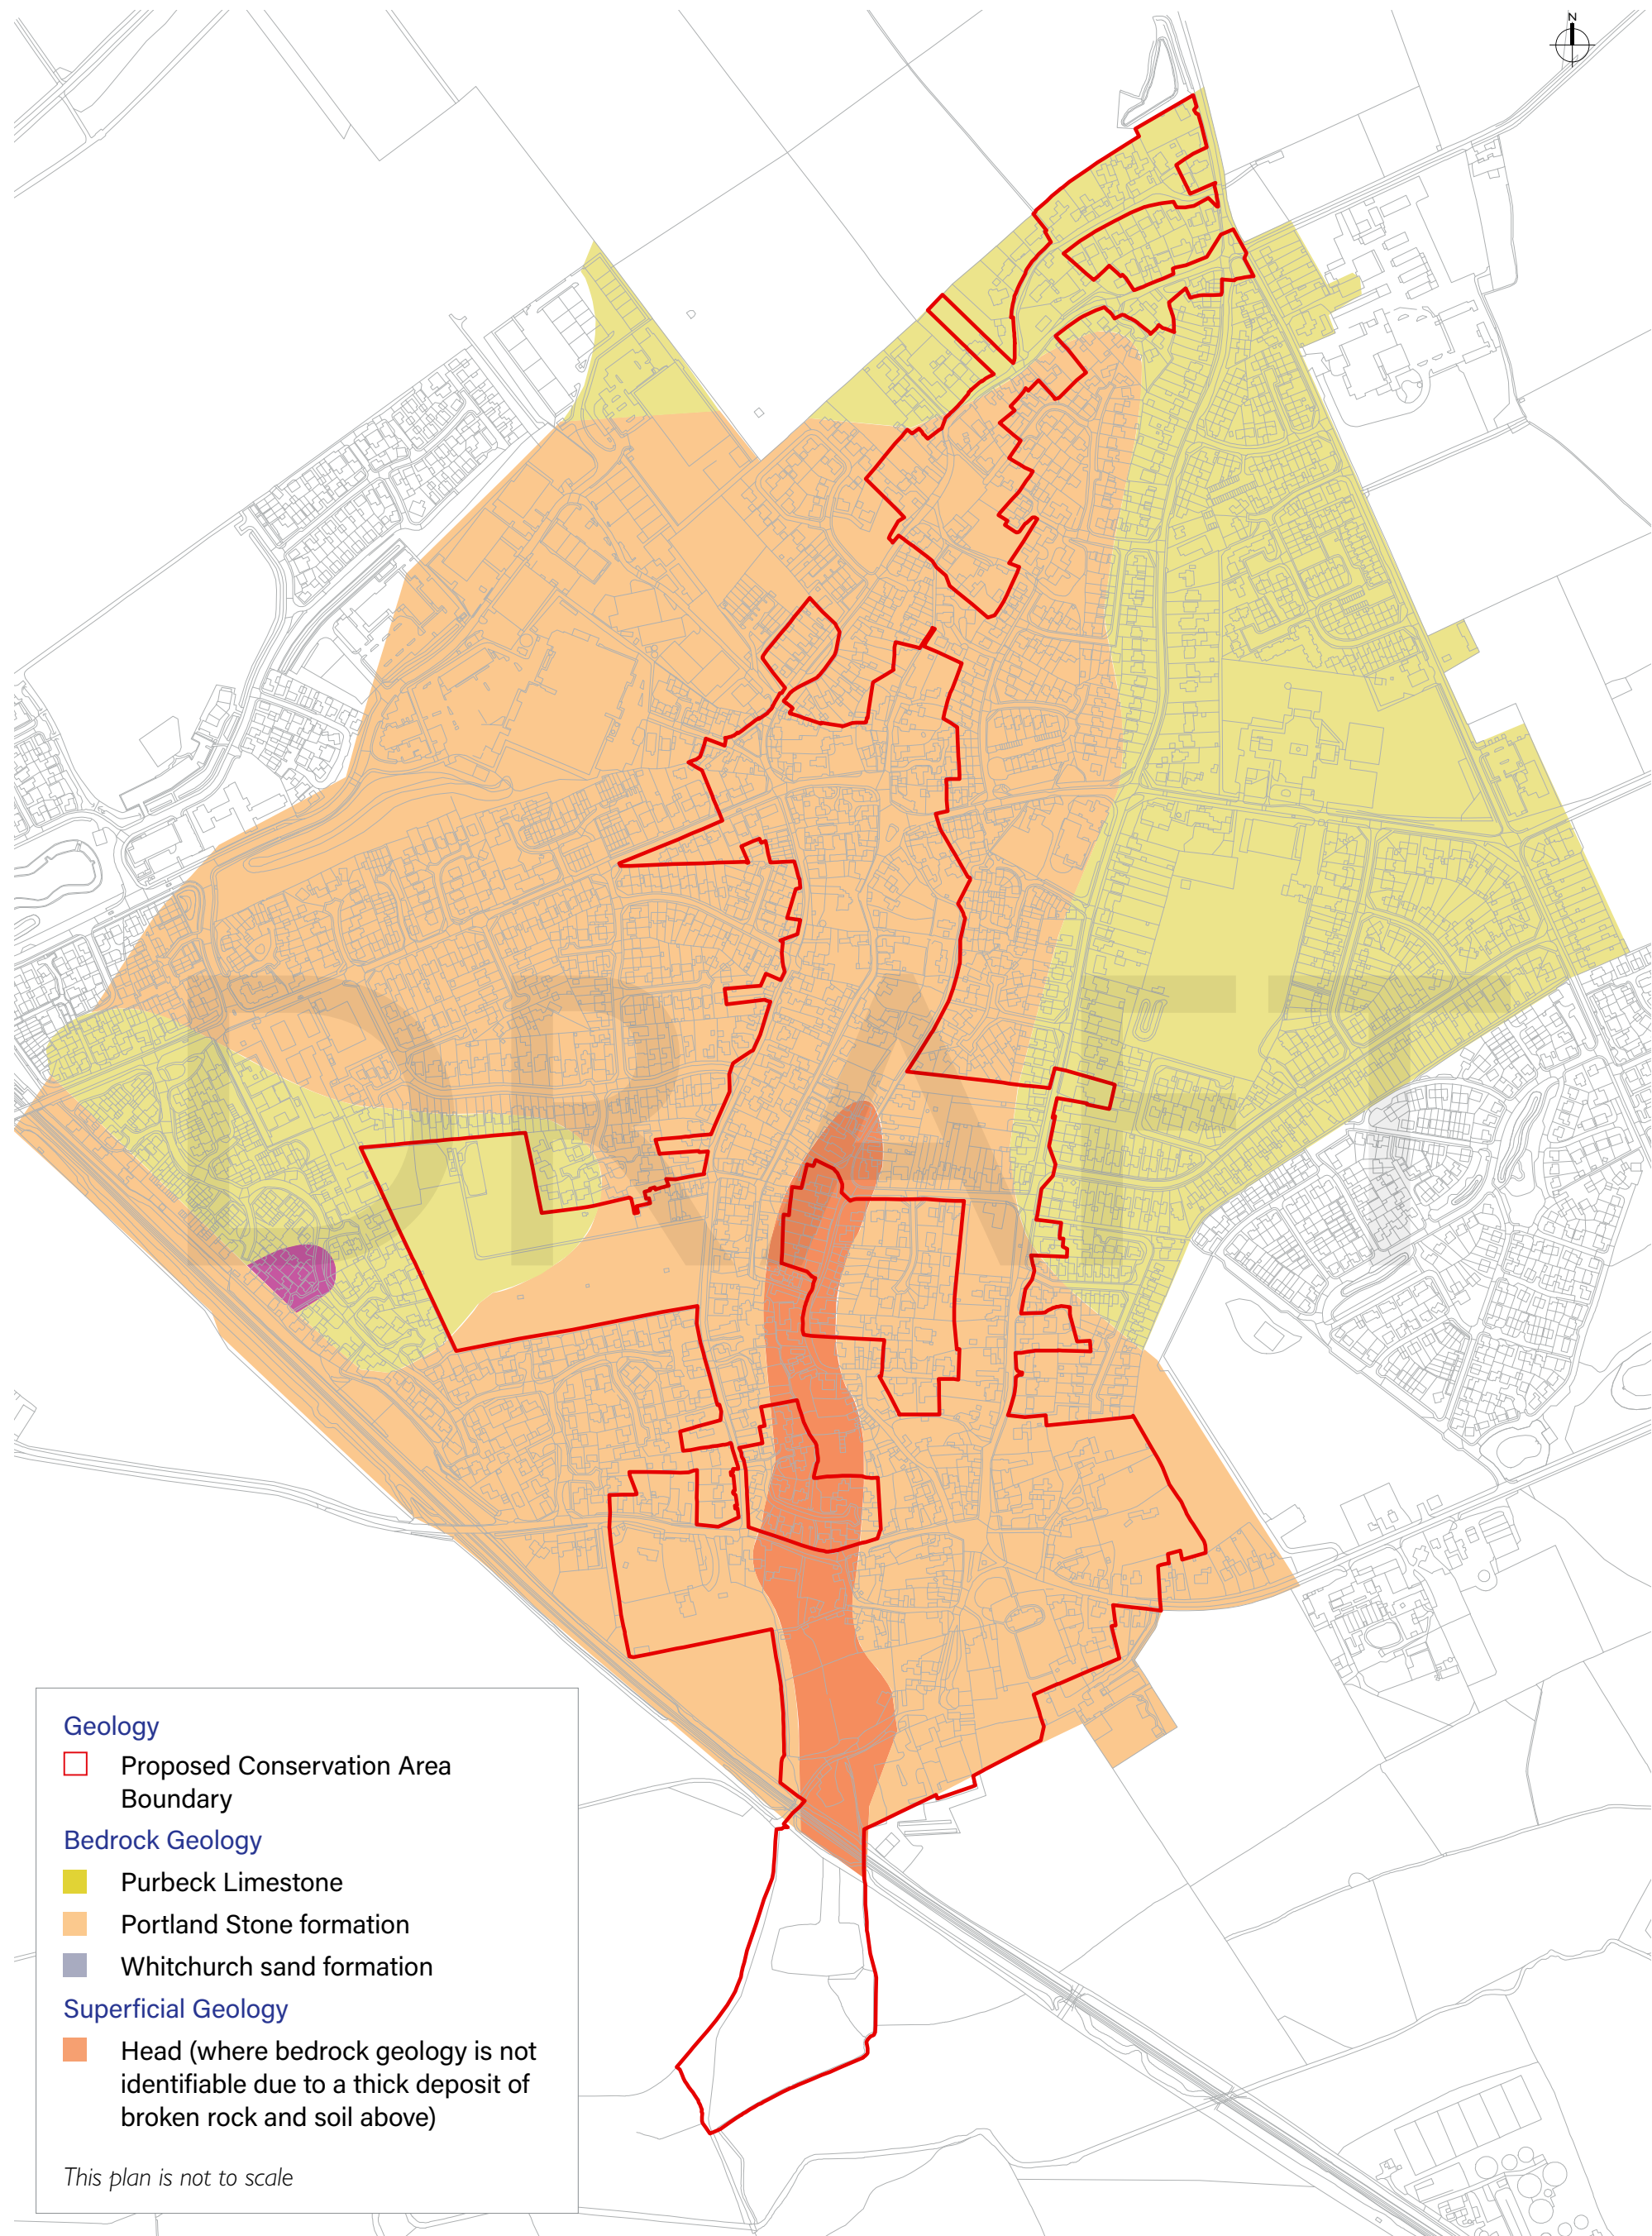 N
DRAFT
Geology
Proposed Conservation Area
Boundary
Bedrock Geology
Purbeck Limestone
Portland Stone formation
Whitchurch sand formation
Superficial Geology
Head (where bedrock geology is not
identifiable due to a thick deposit of
broken rock and soil above)
This plan is not to scale